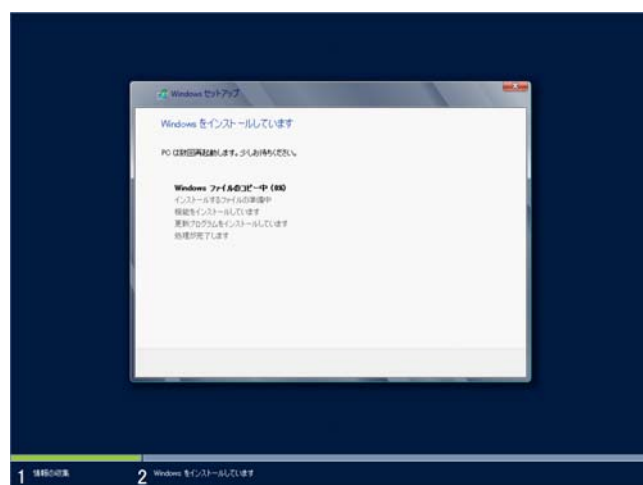 Windows セットアップ
Windows をインストールしています
PC は数回再起動します。少しお待ちください。
Windows ファイルのコピー中 (0%)
インストールするファイルの準備中
機能をインストールしています
更新プログラムをインストールしています
処理が完了します
1 情報の収集
2 Windows をインストールしています